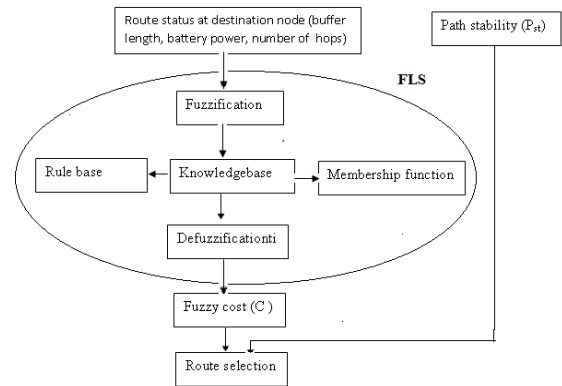 Route status at destination node (buffer
length, battery power, number of hops)
Path stability (Pst)
FLS
Fuzzification
Rule base
Knowledgebase
Membership function
Defuzzificationti
Fuzzy cost (C )
Route selection